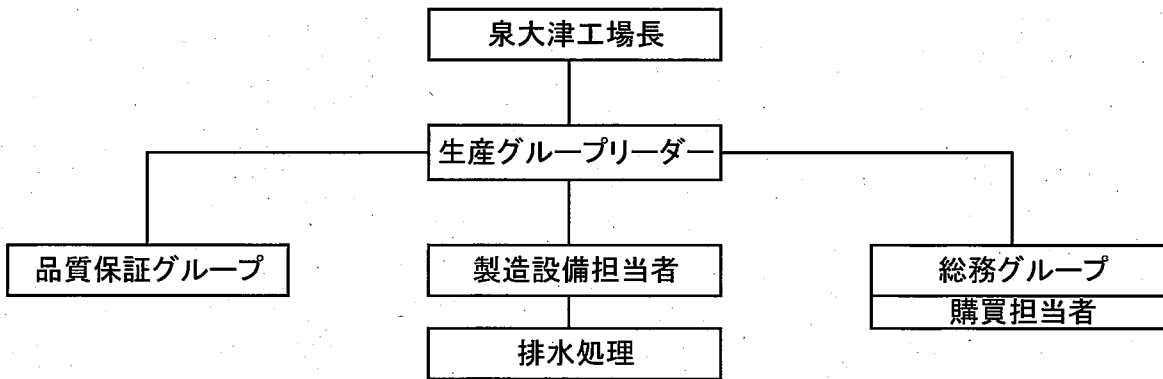 泉大津工場長
生産グループリーダー
品質保証グループ
製造設備担当者
総務グループ
購買担当者
排水処理